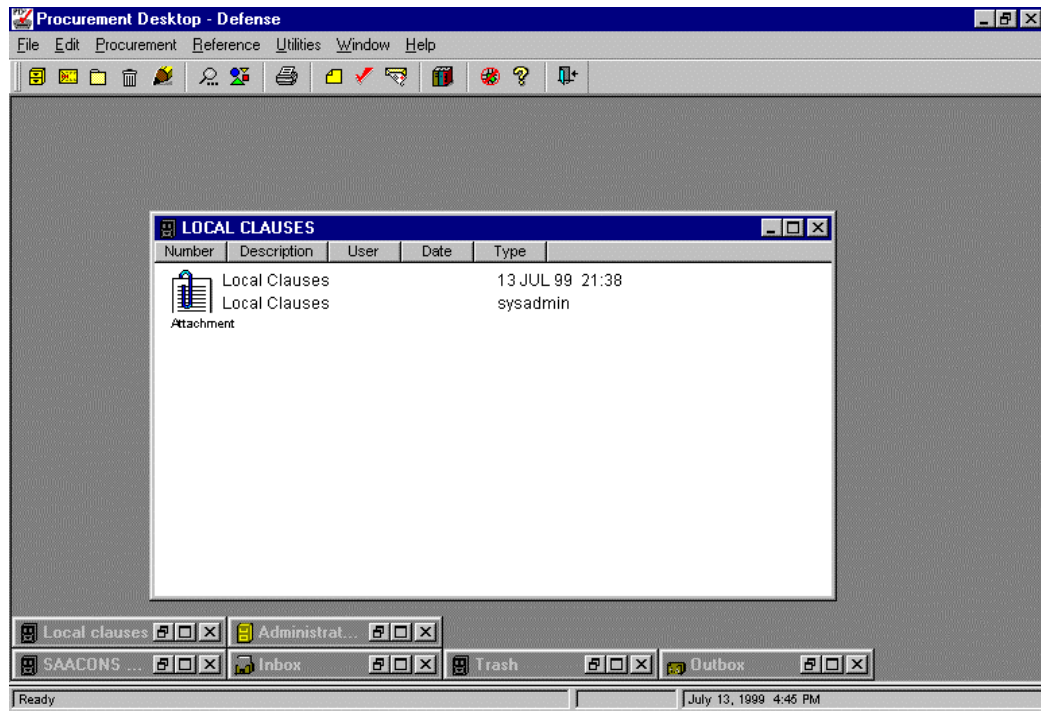 Procurement Desktop - Defense
File Edit Procurement Reference Utilities Window Help
LOCAL CLAUSES
Number Description User Date Type
Local Clauses 13 JUL 99 21:38
Local Clauses sysadmin
Attachment
Local clauses Administrat...
SAACONS ... Inbox Trash Outbox
Ready July 13, 1999 4:45 PM